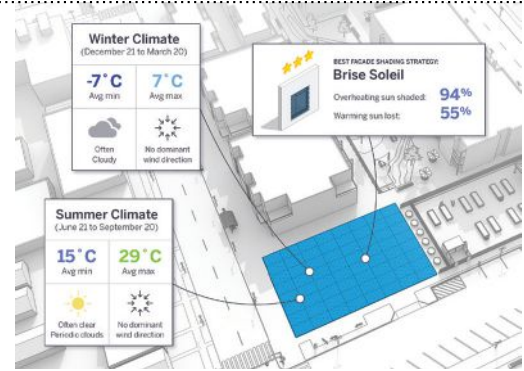 Winter Climate
(December 21 to March 20)
-7°C
7°C
Avg min
Avg max
Often
Cloudy
No dominant
wind direction
BEST FACADE SHADING STRATEGY:
Brise Soleil
Overheating sun shaded:
94%
Warming sun lost:
55%
Summer Climate
(June 21 to September 20)
15°C
29°C
Avg min
Avg max
Often clear
Periodic clouds
No dominant
wind direction